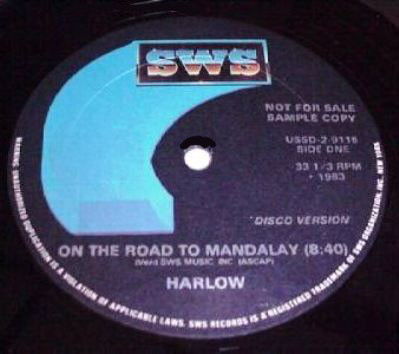 SWS
NOT FOR SALE
SAMPLE COPY
USSD-2-9116
SIDE ONE
33 1/3 RPM
• 1983
DISCO VERSION
ON THE ROAD TO MANDALAY (8:40)
SWS MUSIC, INC (ASCAP)
HARLOW
WARNING: UNAUTHORIZED DUPLICATION IS A VIOLATION OF APPLICABLE LAWS. SWS RECORDS IS A REGISTERED TRADEMARK OF SWS ORGANIZATION, INC. NEW YORK